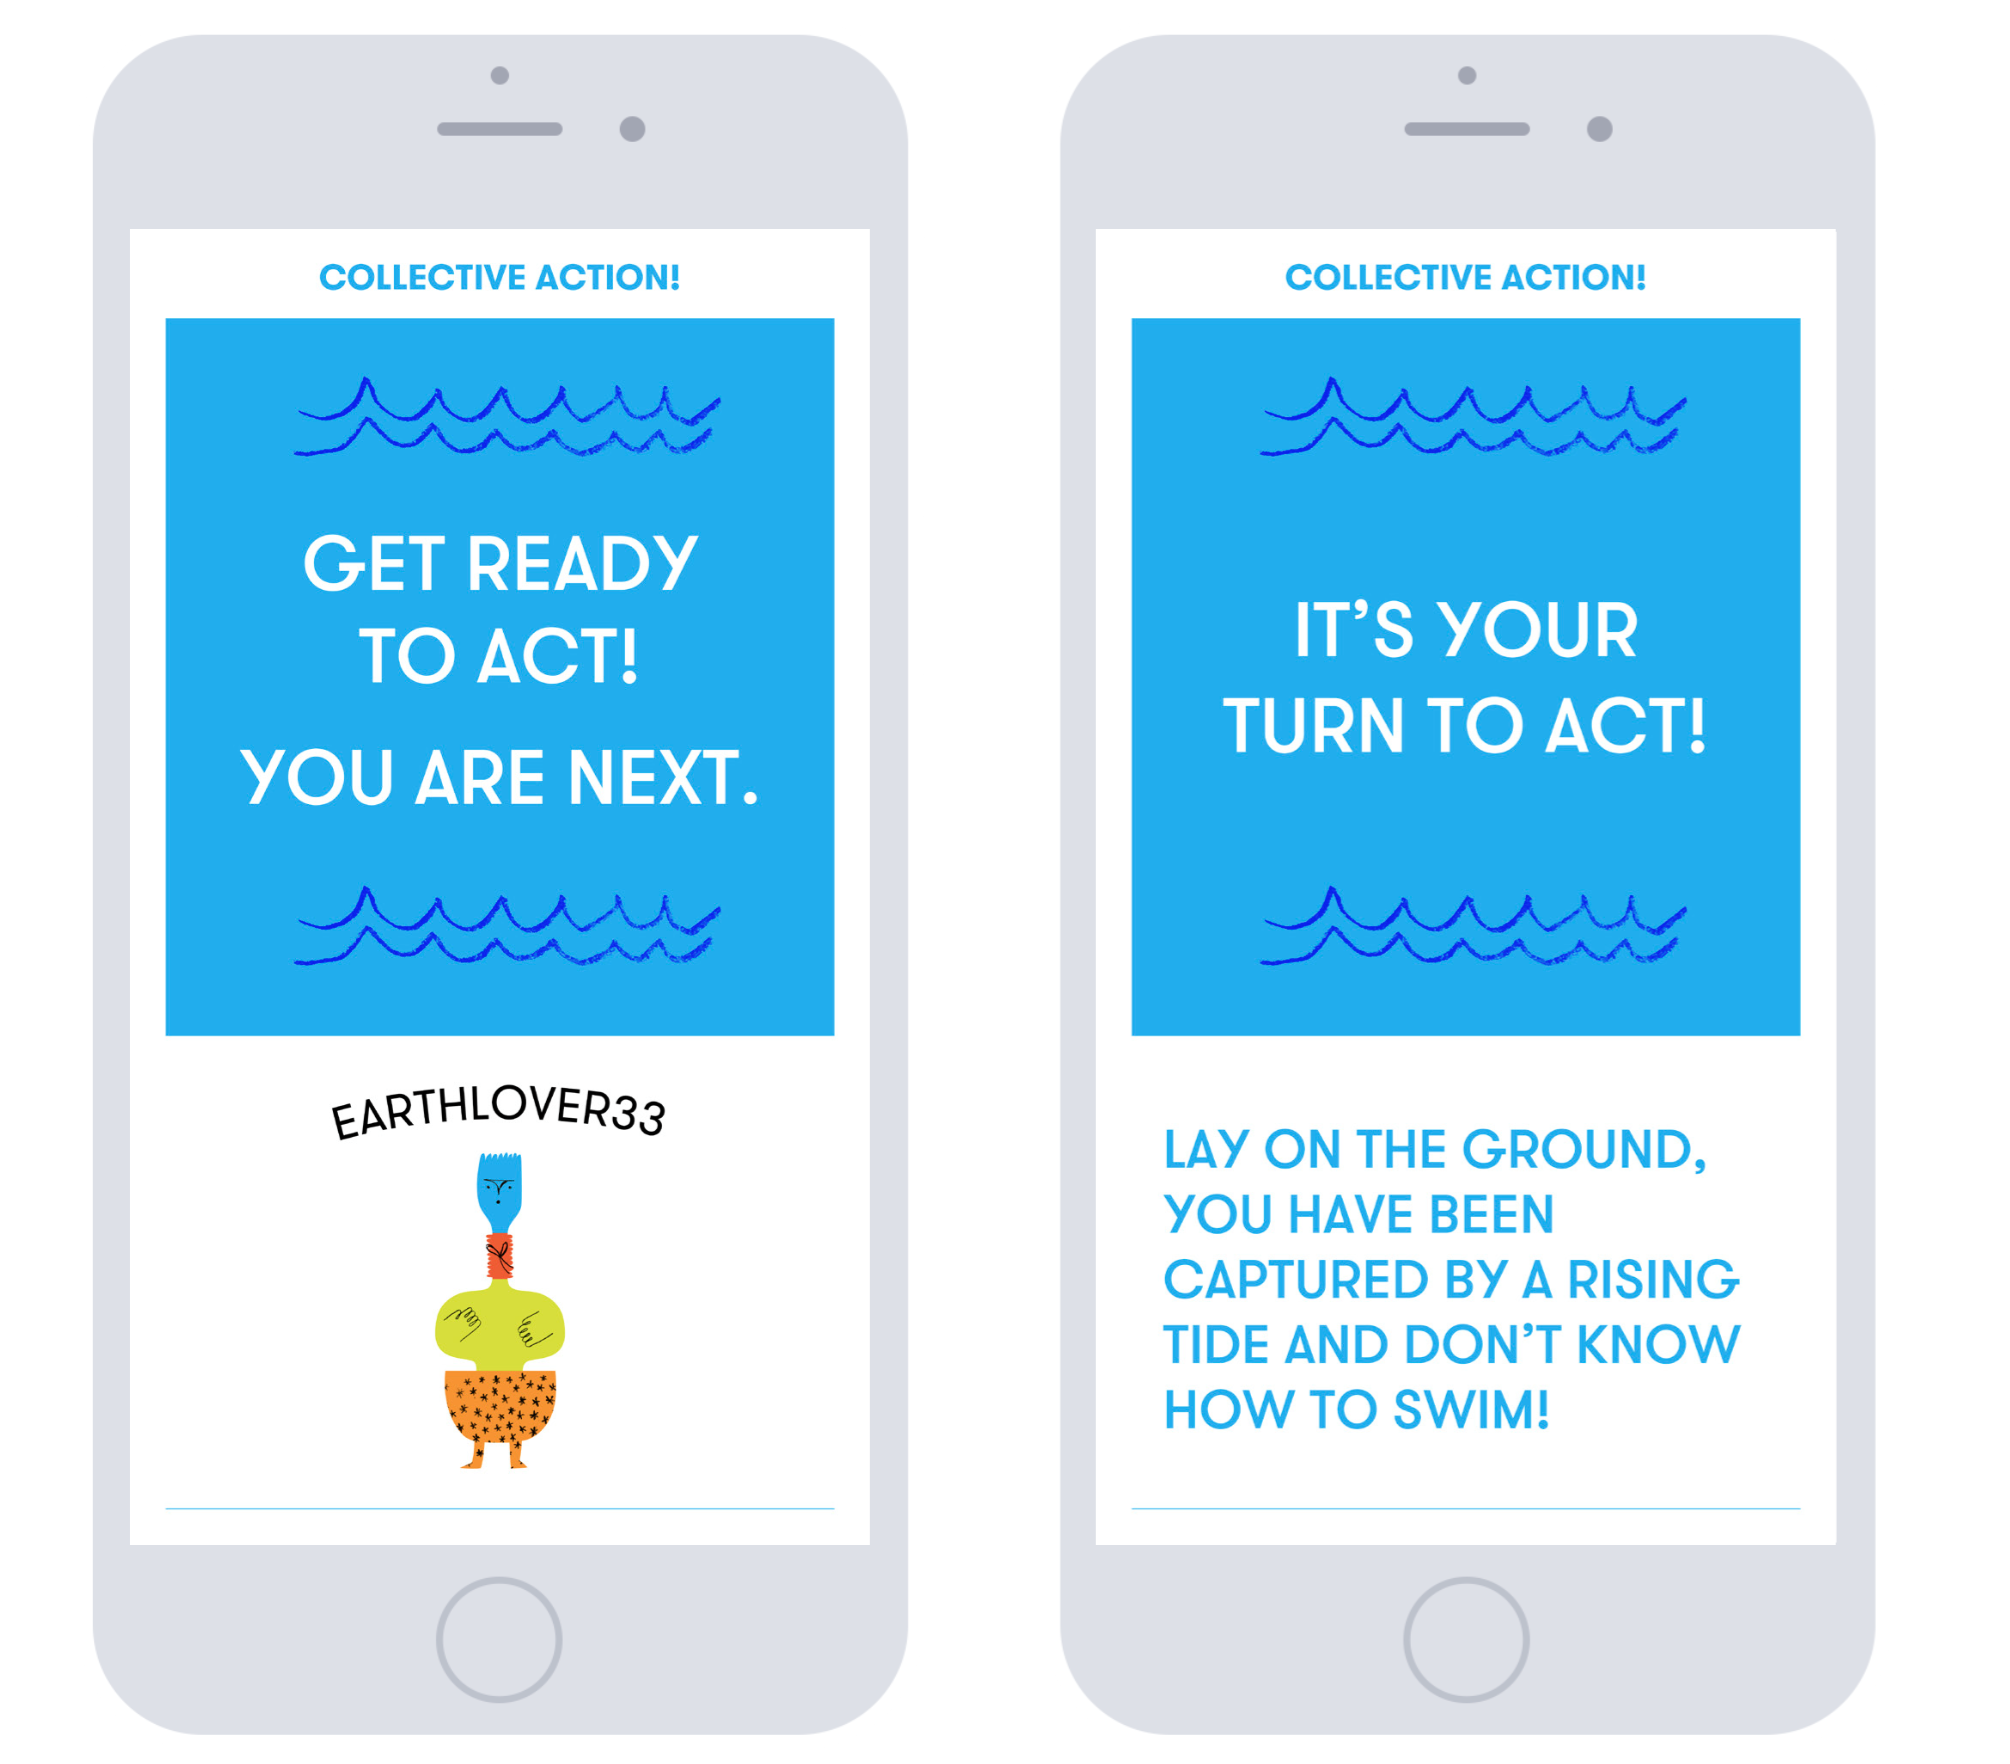 COLLECTIVE ACTION!
GET READY
TO ACT!
YOU ARE NEXT.
EARTHLOVER33
COLLECTIVE ACTION!
IT’S YOUR
TURN TO ACT!
LAY ON THE GROUND,
YOU HAVE BEEN
CAPTURED BY A RISING
TIDE AND DON’T KNOW
HOW TO SWIM!